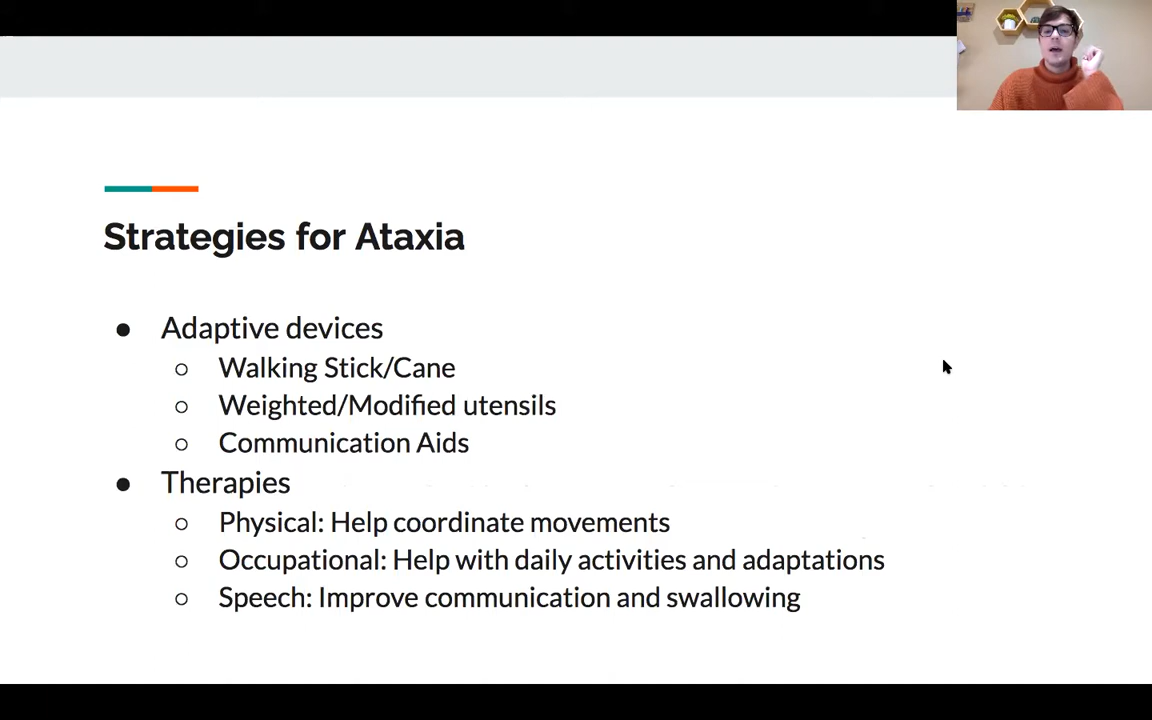 Strategies for Ataxia
● Adaptive devices
○ Walking Stick/Cane
○ Weighted/Modified utensils
○ Communication Aids
● Therapies
○ Physical: Help coordinate movements
○ Occupational: Help with daily activities and adaptations
○ Speech: Improve communication and swallowing